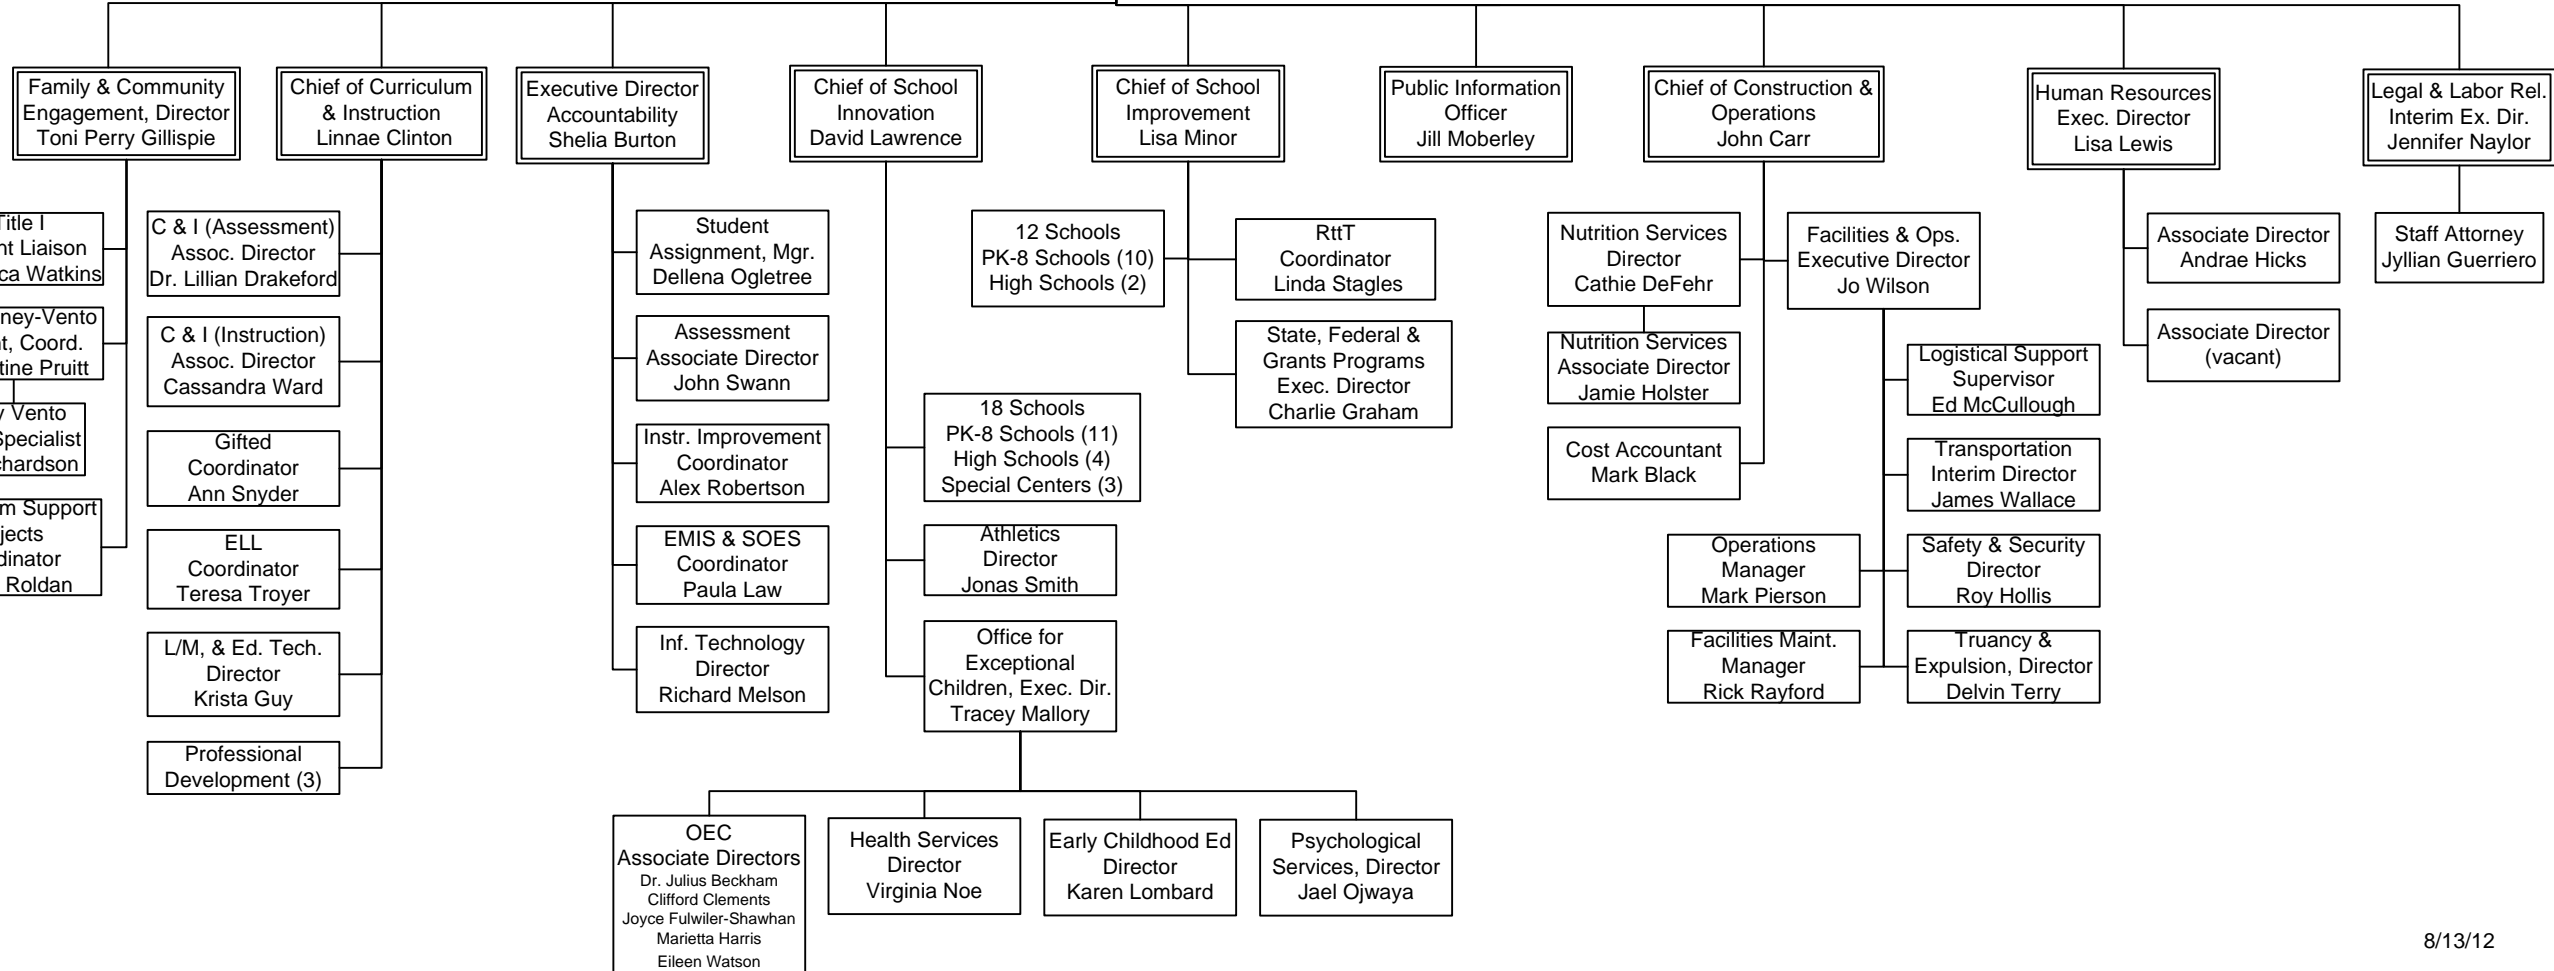 Family & Community
Engagement, Director
Toni Perry Gillispie
Chief of Curriculum
& Instruction
Linnae Clinton
Executive Director
Accountability
Shelia Burton
Chief of School
Innovation
David Lawrence
Chief of School
Improvement
Lisa Minor
Public Information
Officer
Jill Moberley
Chief of Construction &
Operations
John Carr
Human Resources
Exec. Director
Lisa Lewis
Legal & Labor Rel.
Interim Ex. Dir.
Jennifer Naylor
Title I
Liaison
Watkins
Coord.
Pruitt
Vento
Specialist
Support
Roldan
C & I (Assessment)
Assoc. Director
Dr. Lillian Drakeford
C & I (Instruction)
Assoc. Director
Cassandra Ward
Gifted
Coordinator
Ann Snyder
ELL
Coordinator
Teresa Troyer
L/M, & Ed. Tech.
Director
Krista Guy
Professional
Development (3)
Student
Assignment, Mgr.
Dellena Ogletree
Assessment
Associate Director
John Swann
Instr. Improvement
Coordinator
Alex Robertson
EMIS & SOES
Coordinator
Paula Law
Inf. Technology
Director
Richard Melson
18 Schools
PK-8 Schools (11)
High Schools (4)
Special Centers (3)
Athletics
Director
Jonas Smith
Office for
Exceptional
Children, Exec. Dir.
Tracey Mallory
OEC
Associate Directors
Dr. Julius Beckham
Clifford Clements
Joyce Fulwiler-Shawhan
Marietta Harris
Eileen Watson
Health Services
Director
Virginia Noe
Early Childhood Ed
Director
Karen Lombard
Psychological
Services, Director
Jael Ojwaya
12 Schools
PK-8 Schools (10)
High Schools (2)
RttT
Coordinator
Linda Stagles
State, Federal &
Grants Programs
Exec. Director
Charlie Graham
Nutrition Services
Director
Cathie DeFehr
Nutrition Services
Associate Director
Jamie Holster
Cost Accountant
Mark Black
Facilities & Ops.
Executive Director
Jo Wilson
Logistical Support
Supervisor
Ed McCullough
Transportation
Interim Director
James Wallace
Operations
Manager
Mark Pierson
Safety & Security
Director
Roy Hollis
Facilities Maint.
Manager
Rick Rayford
Truancy &
Expulsion, Director
Delvin Terry
Associate Director
Andrae Hicks
Associate Director
(vacant)
Staff Attorney
Jyllian Guerriero
8/13/12